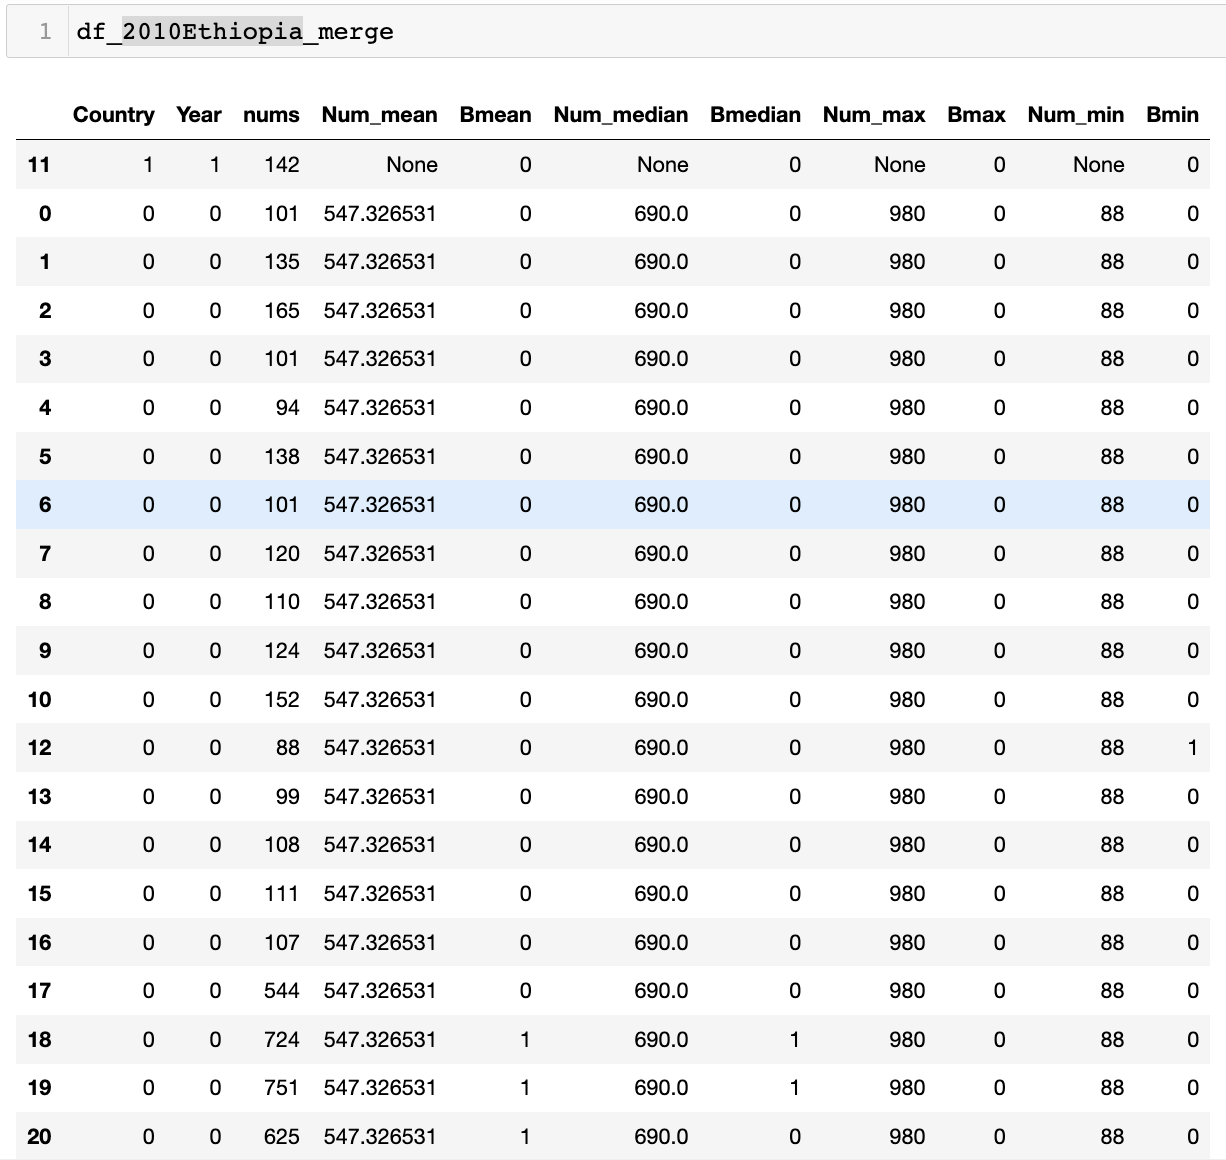 1 df_2010Ethiopia_merge
Country Year nums Num_mean Bmean Num_median Bmedian Num_max Bmax Num_min Bmin
11 1 1 142 None 0 None 0 None 0 None 0
0 0 0 101 547.326531 0 690.0 0 980 0 88 0
1 0 0 135 547.326531 0 690.0 0 980 0 88 0
2 0 0 165 547.326531 0 690.0 0 980 0 88 0
3 0 0 101 547.326531 0 690.0 0 980 0 88 0
4 0 0 94 547.326531 0 690.0 0 980 0 88 0
5 0 0 138 547.326531 0 690.0 0 980 0 88 0
6 0 0 101 547.326531 0 690.0 0 980 0 88 0
7 0 0 120 547.326531 0 690.0 0 980 0 88 0
8 0 0 110 547.326531 0 690.0 0 980 0 88 0
9 0 0 124 547.326531 0 690.0 0 980 0 88 0
10 0 0 152 547.326531 0 690.0 0 980 0 88 0
12 0 0 88 547.326531 0 690.0 0 980 0 88 1
13 0 0 99 547.326531 0 690.0 0 980 0 88 0
14 0 0 108 547.326531 0 690.0 0 980 0 88 0
15 0 0 111 547.326531 0 690.0 0 980 0 88 0
16 0 0 107 547.326531 0 690.0 0 980 0 88 0
17 0 0 544 547.326531 0 690.0 0 980 0 88 0
18 0 0 724 547.326531 1 690.0 1 980 0 88 0
19 0 0 751 547.326531 1 690.0 1 980 0 88 0
20 0 0 625 547.326531 1 690.0 0 980 0 88 0